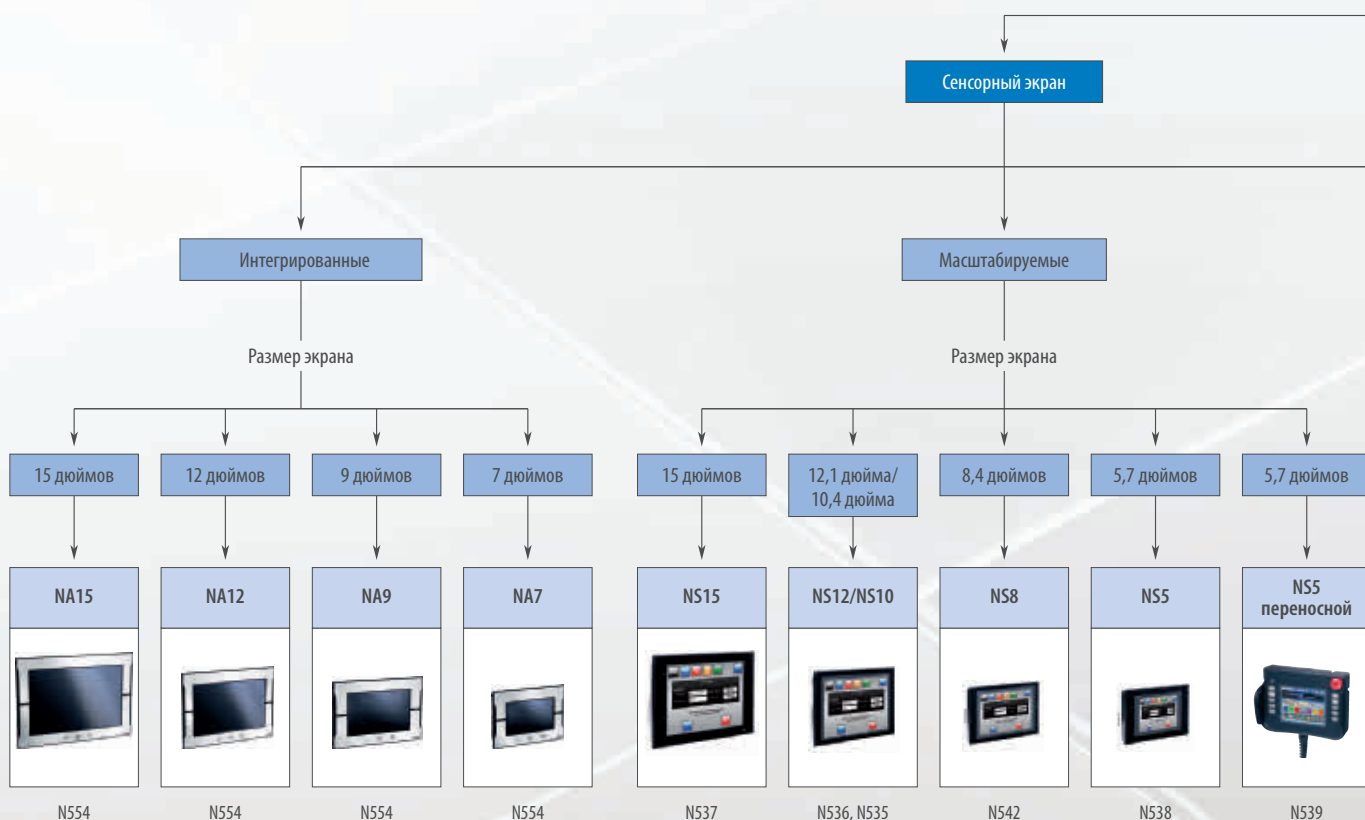 Сенсорный экран
Интегрированные
Масштабируемые
Размер экрана
Размер экрана
15 дюймов
12 дюймов
9 дюймов
7 дюймов
15 дюймов
12,1 дюйма/
10,4 дюйма
8,4 дюймов
5,7 дюймов
5,7 дюймов
NA15
NA12
NA9
NA7
NS15
NS12/NS10
NS8
NS5
NS5
переносной
N554
N554
N554
N554
N537
N536, N535
N542
N538
N539